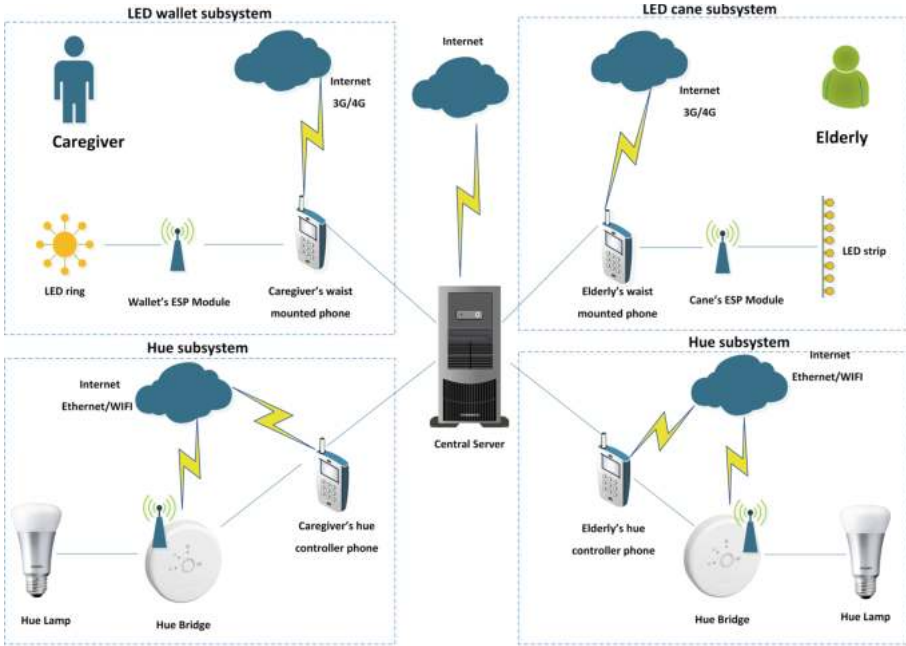 LED wallet subsystem
Caregiver
Internet
3G/4G
LED ring
Wallet's ESP Module
Caregiver's waist
mounted phone
Internet
Central Server
LED cane subsystem
Internet
3G/4G
Elderly
Elderly's waist
mounted phone
Cane's ESP Module
LED strip
Hue subsystem
Internet
Ethernet/WIFI
Caregiver's hue
controller phone
Hue Lamp
Hue Bridge
Hue subsystem
Internet
Ethernet/WIFI
Elderly's hue
controller phone
Hue Bridge
Hue Lamp